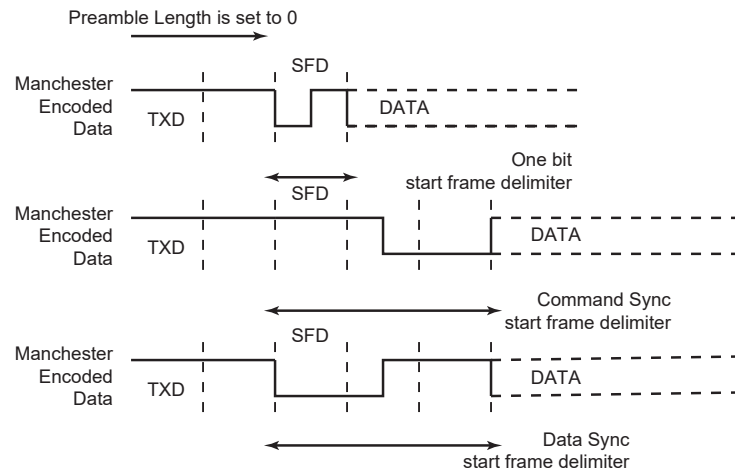 Preamble Length is set to 0
SFD
Manchester
Encoded
Data
TXD
DATA
One bit
start frame delimiter
SFD
Manchester
Encoded
Data
TXD
DATA
Command Sync
start frame delimiter
SFD
Manchester
Encoded
Data
TXD
DATA
Data Sync
start frame delimiter